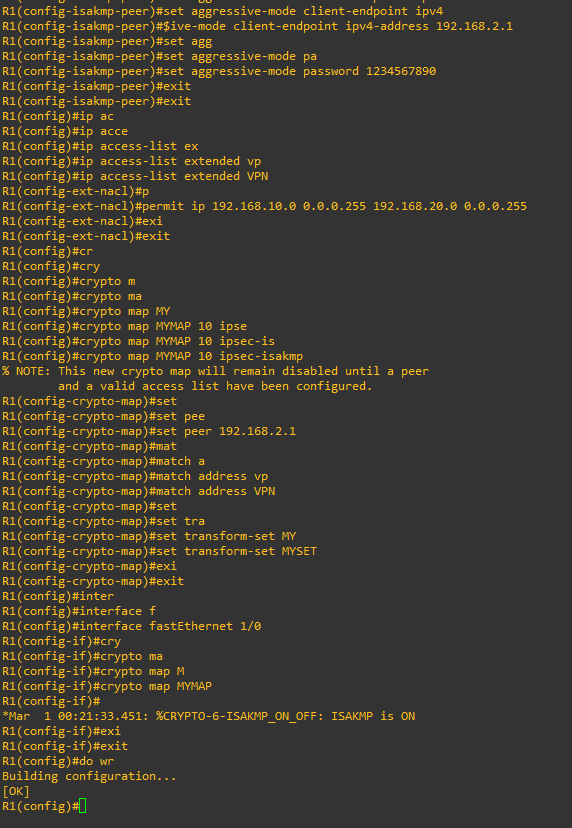 R1(config-isakmp-peer)#set aggressive-mode client-endpoint ipv4
R1(config-isakmp-peer)#$ive-mode client-endpoint ipv4-address 192.168.2.1
R1(config-isakmp-peer)#set agg
R1(config-isakmp-peer)#set aggressive-mode pa
R1(config-isakmp-peer)#set aggressive-mode password 1234567890
R1(config-isakmp-peer)#exit
R1(config-isakmp-peer)#exit
R1(config)#ip ac
R1(config)#ip acce
R1(config)#ip access-list ex
R1(config)#ip access-list extended vp
R1(config)#ip access-list extended VPN
R1(config-ext-nacl)#p
R1(config-ext-nacl)#permit ip 192.168.10.0 0.0.0.255 192.168.20.0 0.0.0.255
R1(config-ext-nacl)#exi
R1(config-ext-nacl)#exit
R1(config)#cr
R1(config)#cry
R1(config)#crypto m
R1(config)#crypto ma
R1(config)#crypto map MY
R1(config)#crypto map MYMAP 10 ipse
R1(config)#crypto map MYMAP 10 ipsec-is
R1(config)#crypto map MYMAP 10 ipsec-isakmp
% NOTE: This new crypto map will remain disabled until a peer
and a valid access list have been configured.
R1(config-crypto-map)#set
R1(config-crypto-map)#set pee
R1(config-crypto-map)#set peer 192.168.2.1
R1(config-crypto-map)#mat
R1(config-crypto-map)#match a
R1(config-crypto-map)#match address vp
R1(config-crypto-map)#match address VPN
R1(config-crypto-map)#set
R1(config-crypto-map)#set tra
R1(config-crypto-map)#set transform-set MY
R1(config-crypto-map)#set transform-set MYSET
R1(config-crypto-map)#exi
R1(config-crypto-map)#exit
R1(config)#inter
R1(config)#interface f
R1(config)#interface fastEthernet 1/0
R1(config-if)#cry
R1(config-if)#crypto ma
R1(config-if)#crypto map M
R1(config-if)#crypto map MYMAP
R1(config-if)#
*Mar  1 00:21:33.451: %CRYPTO-6-ISAKMP_ON_OFF: ISAKMP is ON
R1(config-if)#exi
R1(config-if)#exit
R1(config)#do wr
Building configuration...
[OK]
R1(config)#